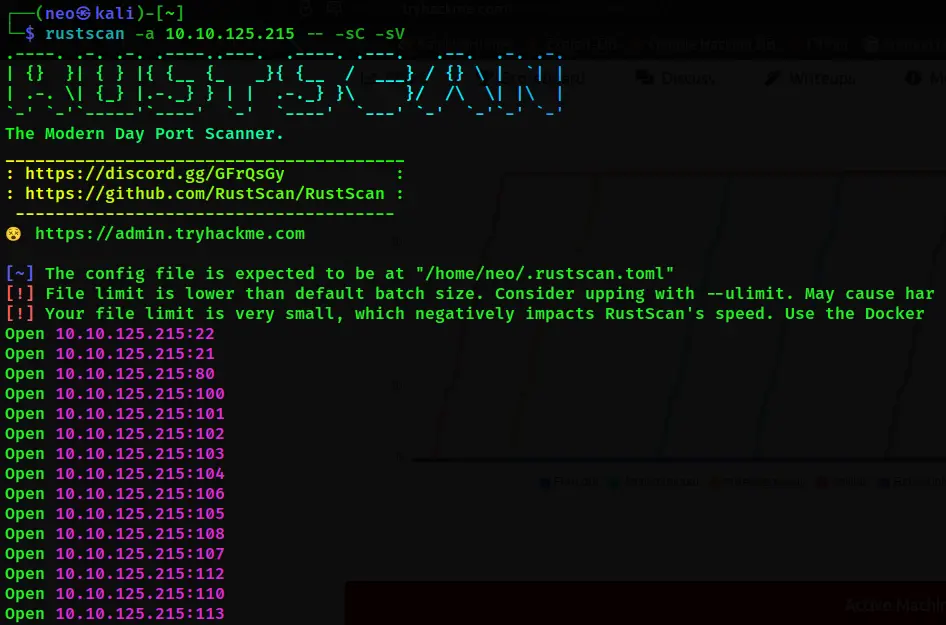 ┌──(neo㉿kali)-[~]
└─$ rustscan -a 10.10.125.215 -- -sC -sV
.----. .-. .-. .----..---.  .----. .---.   .--.  .-. .-.
| {}  }| { } |{ {__ {_   _}{ {__  /  ___} / {} \ |  `| |
| .-. \| {_} |.-._} } | |  .-._} }\     }/  /\  \| |\  |
`-' `-'`-----'`----'  `-'  `----'  `---' `-'  `-'`-' `-'
The Modern Day Port Scanner.
________________________________________
: https://discord.gg/GFrQsGy           :
: https://github.com/RustScan/RustScan :
 --------------------------------------
😵 https://admin.tryhackme.com
[~] The config file is expected to be at "/home/neo/.rustscan.toml"
[!] File limit is lower than default batch size. Consider upping with --ulimit. May cause har
[!] Your file limit is very small, which negatively impacts RustScan's speed. Use the Docker
Open 10.10.125.215:22
Open 10.10.125.215:21
Open 10.10.125.215:80
Open 10.10.125.215:100
Open 10.10.125.215:101
Open 10.10.125.215:102
Open 10.10.125.215:103
Open 10.10.125.215:104
Open 10.10.125.215:106
Open 10.10.125.215:105
Open 10.10.125.215:108
Open 10.10.125.215:107
Open 10.10.125.215:112
Open 10.10.125.215:110
Open 10.10.125.215:113